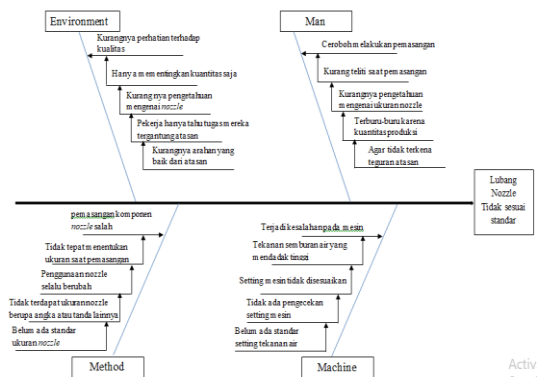 Environment
Man
Kurangnya perhatian terhadap
kualitas
Hanya mementingkan kuantitas saja
Kurang nya pengetahuan
mengenai nozzle
Pekerja hanya tahu tugas mereka
tergantung atasan
Kurangnya arahan yang
baik dari atasan
Ceroboh melakukan pemasangan
Kurang teliti saat pemasangan
Kurangnya pengetahuan
mengenai ukuran nozzle
Terburu-buru karena
kuantitas produksi
Agar tidak terkena
teguran atasan
Lubang
Nozzle
Tidak sesuai
standar
pemasangan komponen
nozzle salah
Tidak tepat menentukan
ukuran saat pemasangan
Penggunaan nozzle
selalu berubah
Tidak terdapat ukuran nozzle
berupa angka atau tanda lainnya
Belum ada standar
ukuran nozzle
Terjadi kesalahan pada mesin
Tekanan semburan air yang
mendadak tinggi
Setting mesin tidak disesuaikan
Tidak ada pengecekan
setting mesin
Belum ada standar
setting tekanan air
Method
Machine
Activ